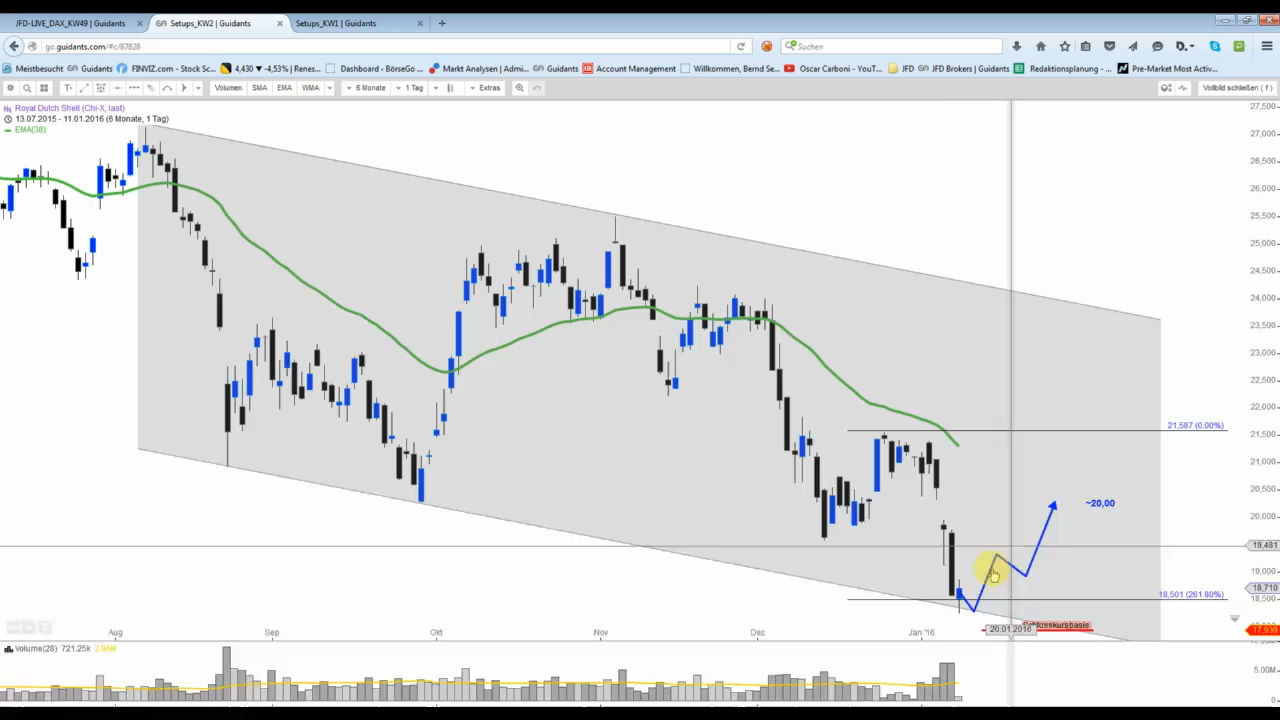 JFD-LIVE_DAX_KW49 | Guidants × Setups_KW2 | Guidants × Setups_KW1 | Guidants × +
go.guidants.com/#c/87828 Suchen
Meistbesucht Guidants FINVIZ.com - Stock Sc... 4,430 ▼ -4,53% | Renes... Dashboard - BörseGo ... Markt Analysen | Admi... Guidants Account Management Willkommen, Bernd Se... Oscar Carboni - YouT... JFD JFD Brokers | Guidants Redaktionsplanung - ... Pre-Market Most Activ...
Volumen SMA EMA WMA 6 Monate 1 Tag Extras Vollbild schließen ( f )
Royal Dutch Shell (Chi-X, last)
13.07.2015 - 11.01.2016 (6 Monate, 1 Tag)
EMA(38)
27,500
27,000
26,500
26,000
25,500
25,000
24,500
24,000
23,500
23,000
22,500
22,000
21,587 (0.00%)
21,500
21,000
20,500
~20,00
20,000
19,481
19,000
18,710
18,501 (261.80%)
18,500
Schlusskursbasis
17,939
20.01.2016
Aug Sep Okt Nov Dez Jan '16
Volume(28) 721.25k 2,96M
5,00M
0